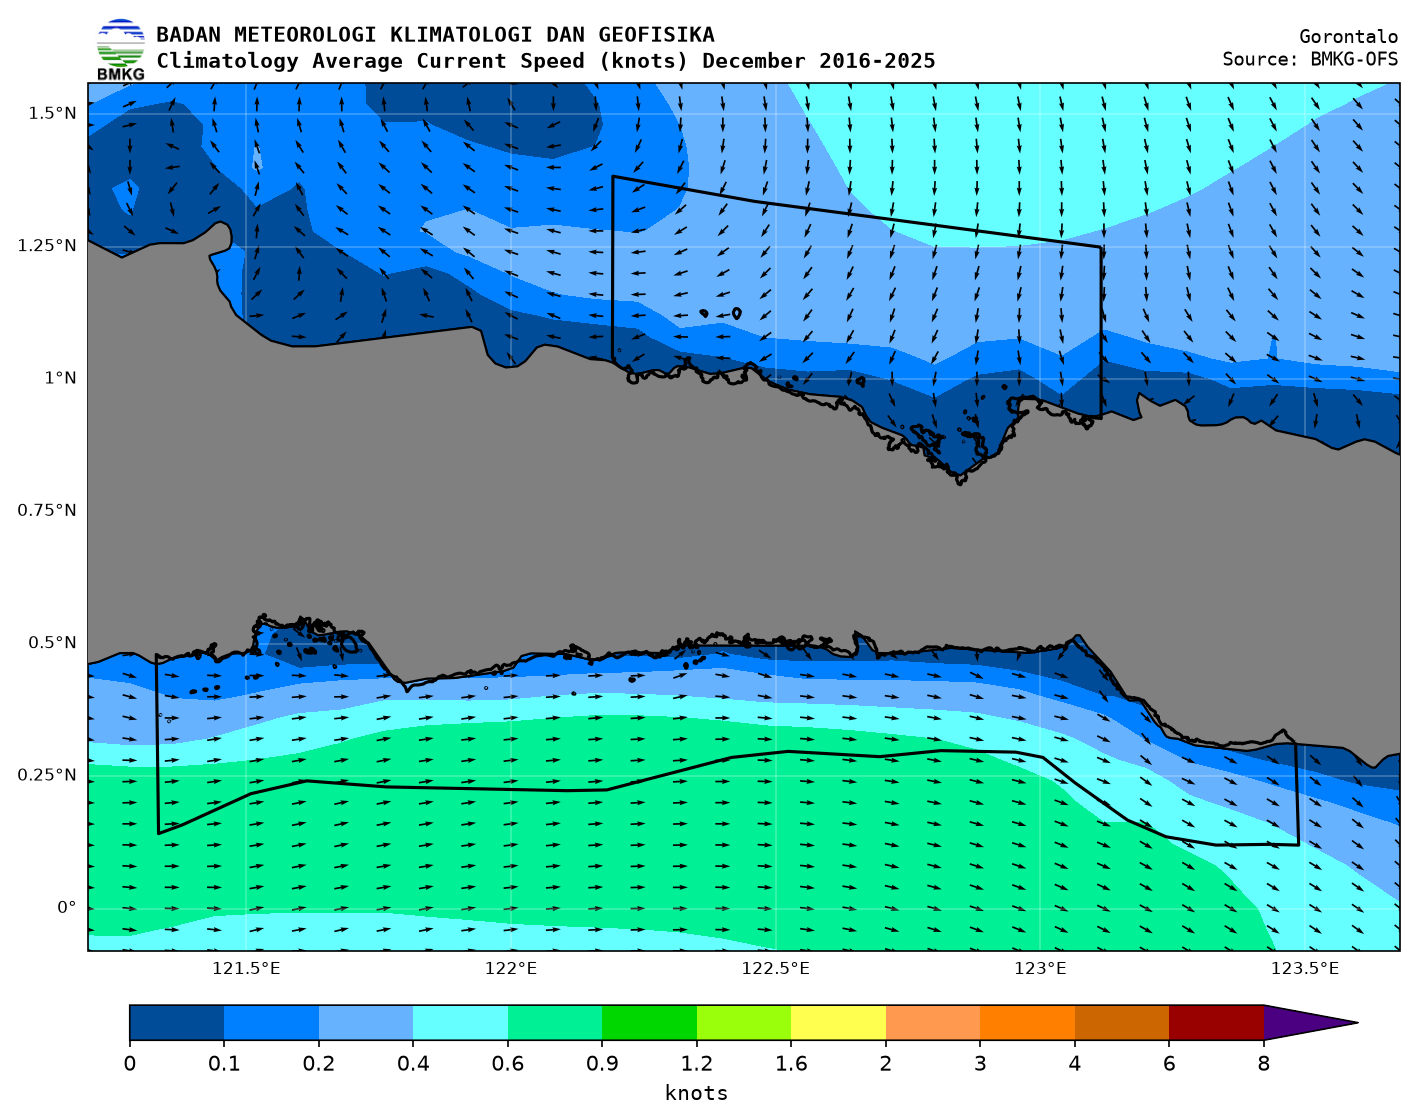 BADAN METEOROLOGI KLIMATOLOGI DAN GEOFISIKA
Climatology Average Current Speed (knots) December 2016-2025
BMKG
Gorontalo
Source: BMKG-OFS
1.5°N
1.25°N
1°N
0.75°N
0.5°N
0.25°N
0°
121.5°E 122°E 122.5°E 123°E 123.5°E
0 0.1 0.2 0.4 0.6 0.9 1.2 1.6 2 3 4 6 8
knots